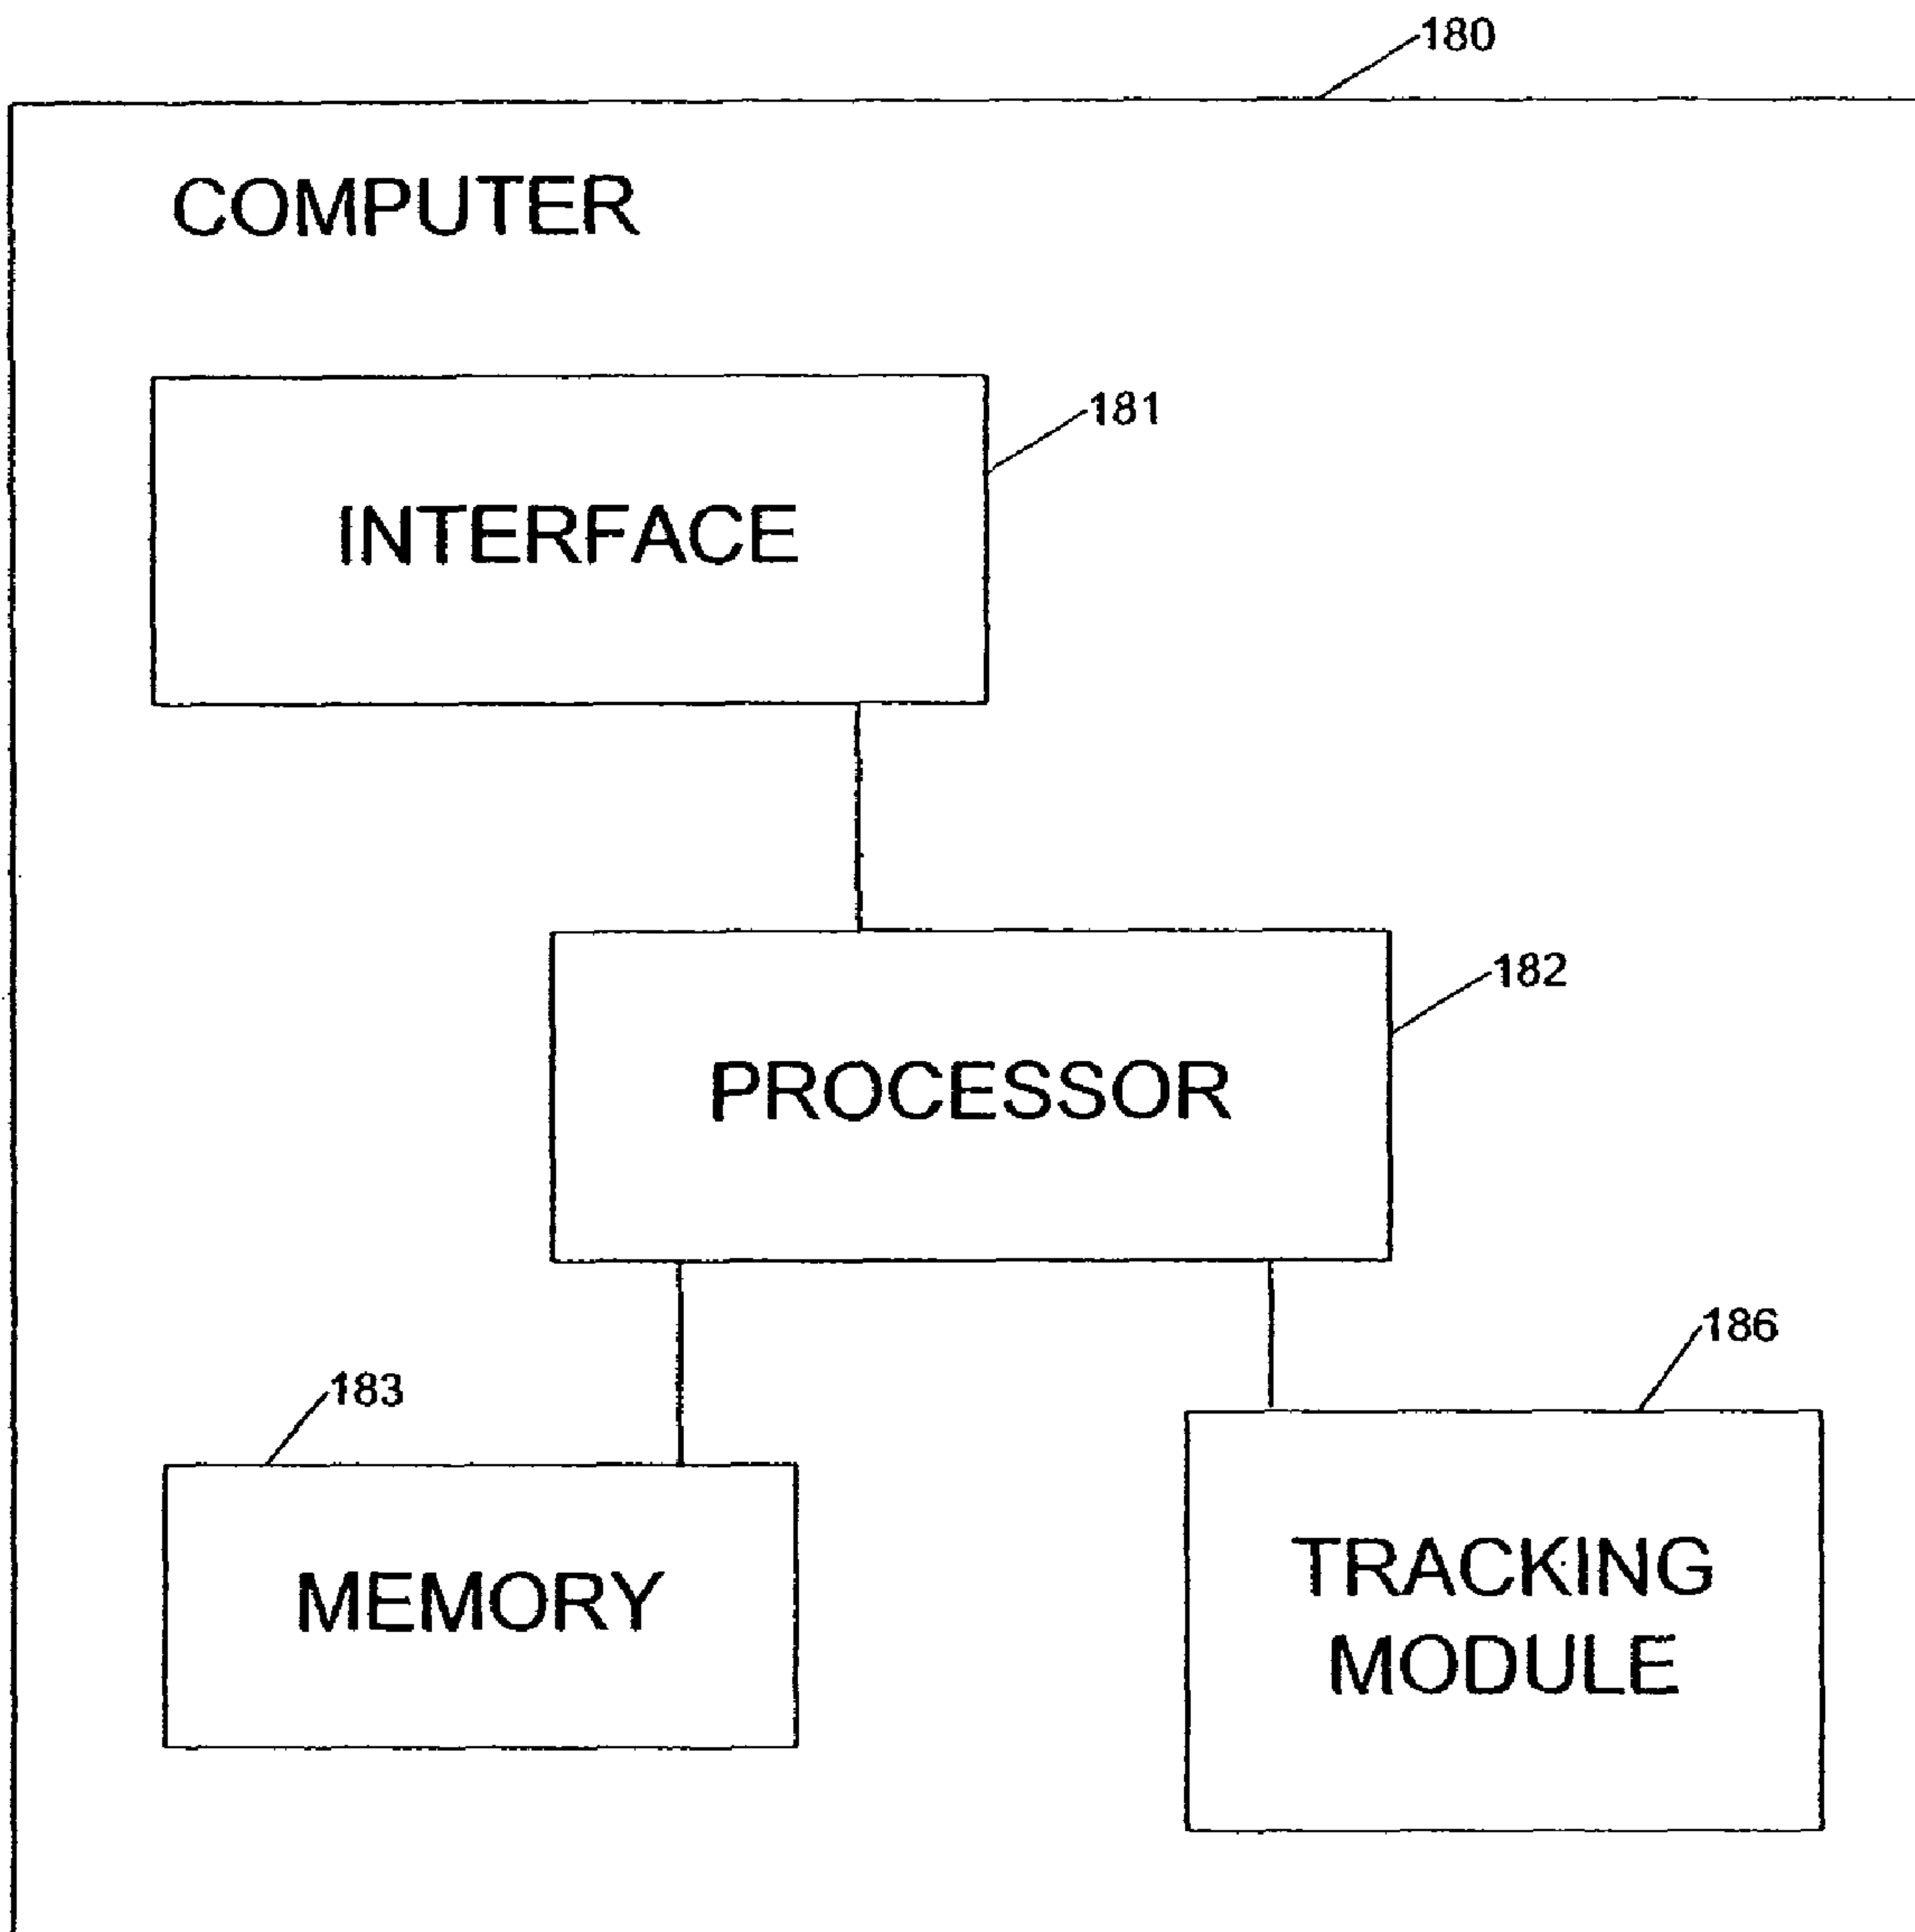 180
COMPUTER
181
INTERFACE
182
PROCESSOR
186
183
TRACKING
MODULE
MEMORY